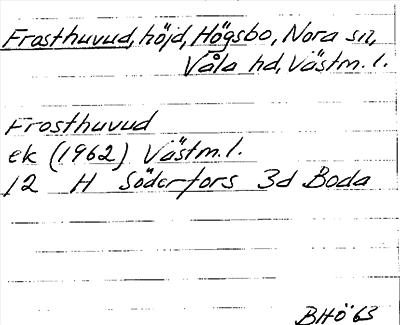 Frosthuvud, höjd, Högsbo, Nora sn,
Våla hd, Västm. l.
Frosthuvud
ek (1962) Västm. l.
12 H Söderfors 3d Boda
BHÖ 63